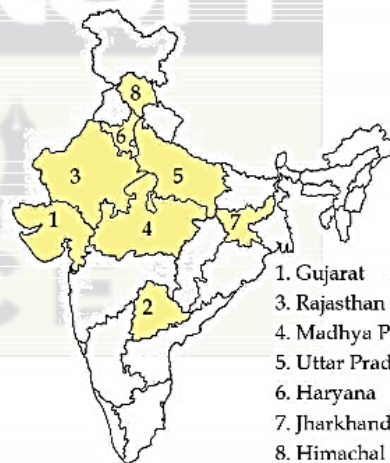 8
6
3
5
1
4
7
2
1. Gujarat
3. Rajasthan
4. Madhya P
5. Uttar Prad
6. Haryana
7. Jharkhand
8. Himachal